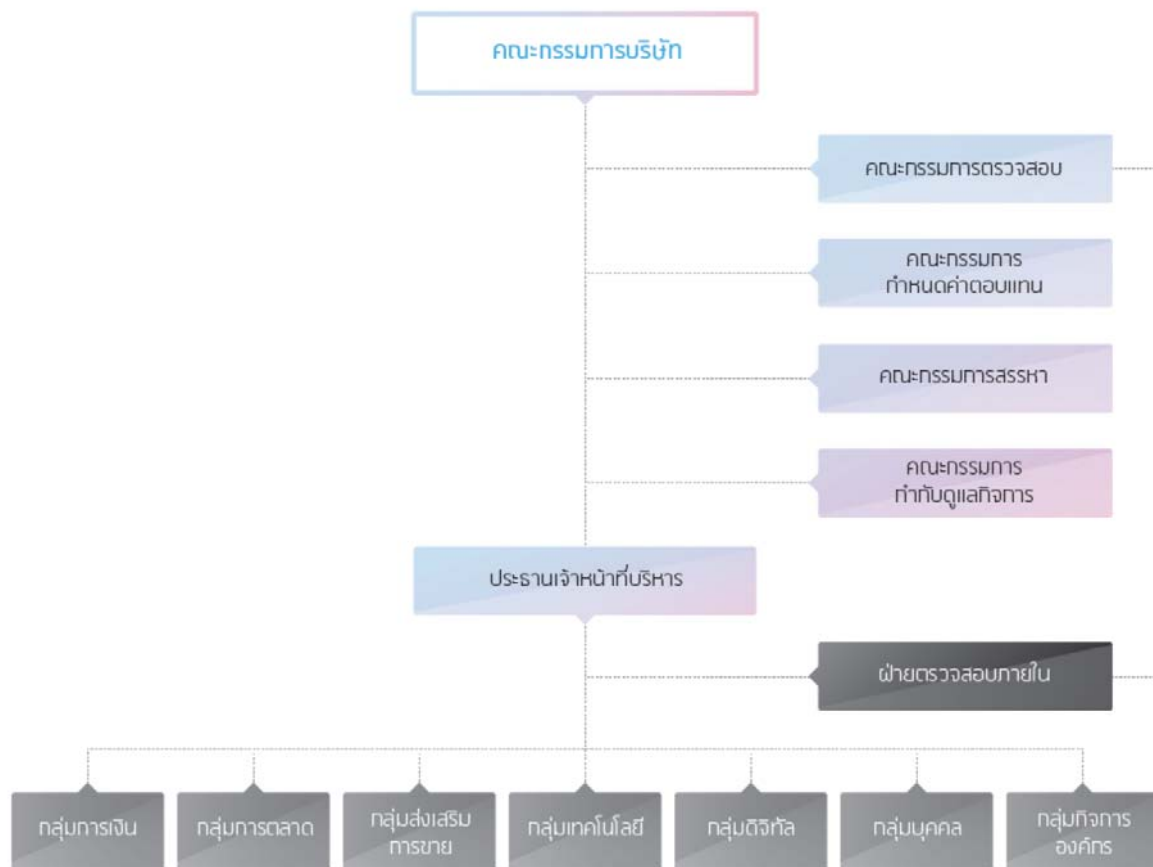 คณะกรรมการบริษัท
คณะกรรมการตรวจสอบ
คณะกรรมการ
กำหนดค่าตอบแทน
คณะกรรมการสรรหา
คณะกรรมการ
กำกับดูแลกิจการ
ประธานเจ้าหน้าที่บริหาร
ฝ่ายตรวจสอบภายใน
กลุ่มการเงิน
กลุ่มการตลาด
กลุ่มส่งเสริม
การขาย
กลุ่มเทคโนโลยี
กลุ่มดิจิทัล
กลุ่มบุคคล
กลุ่มกิจการ
องค์กร